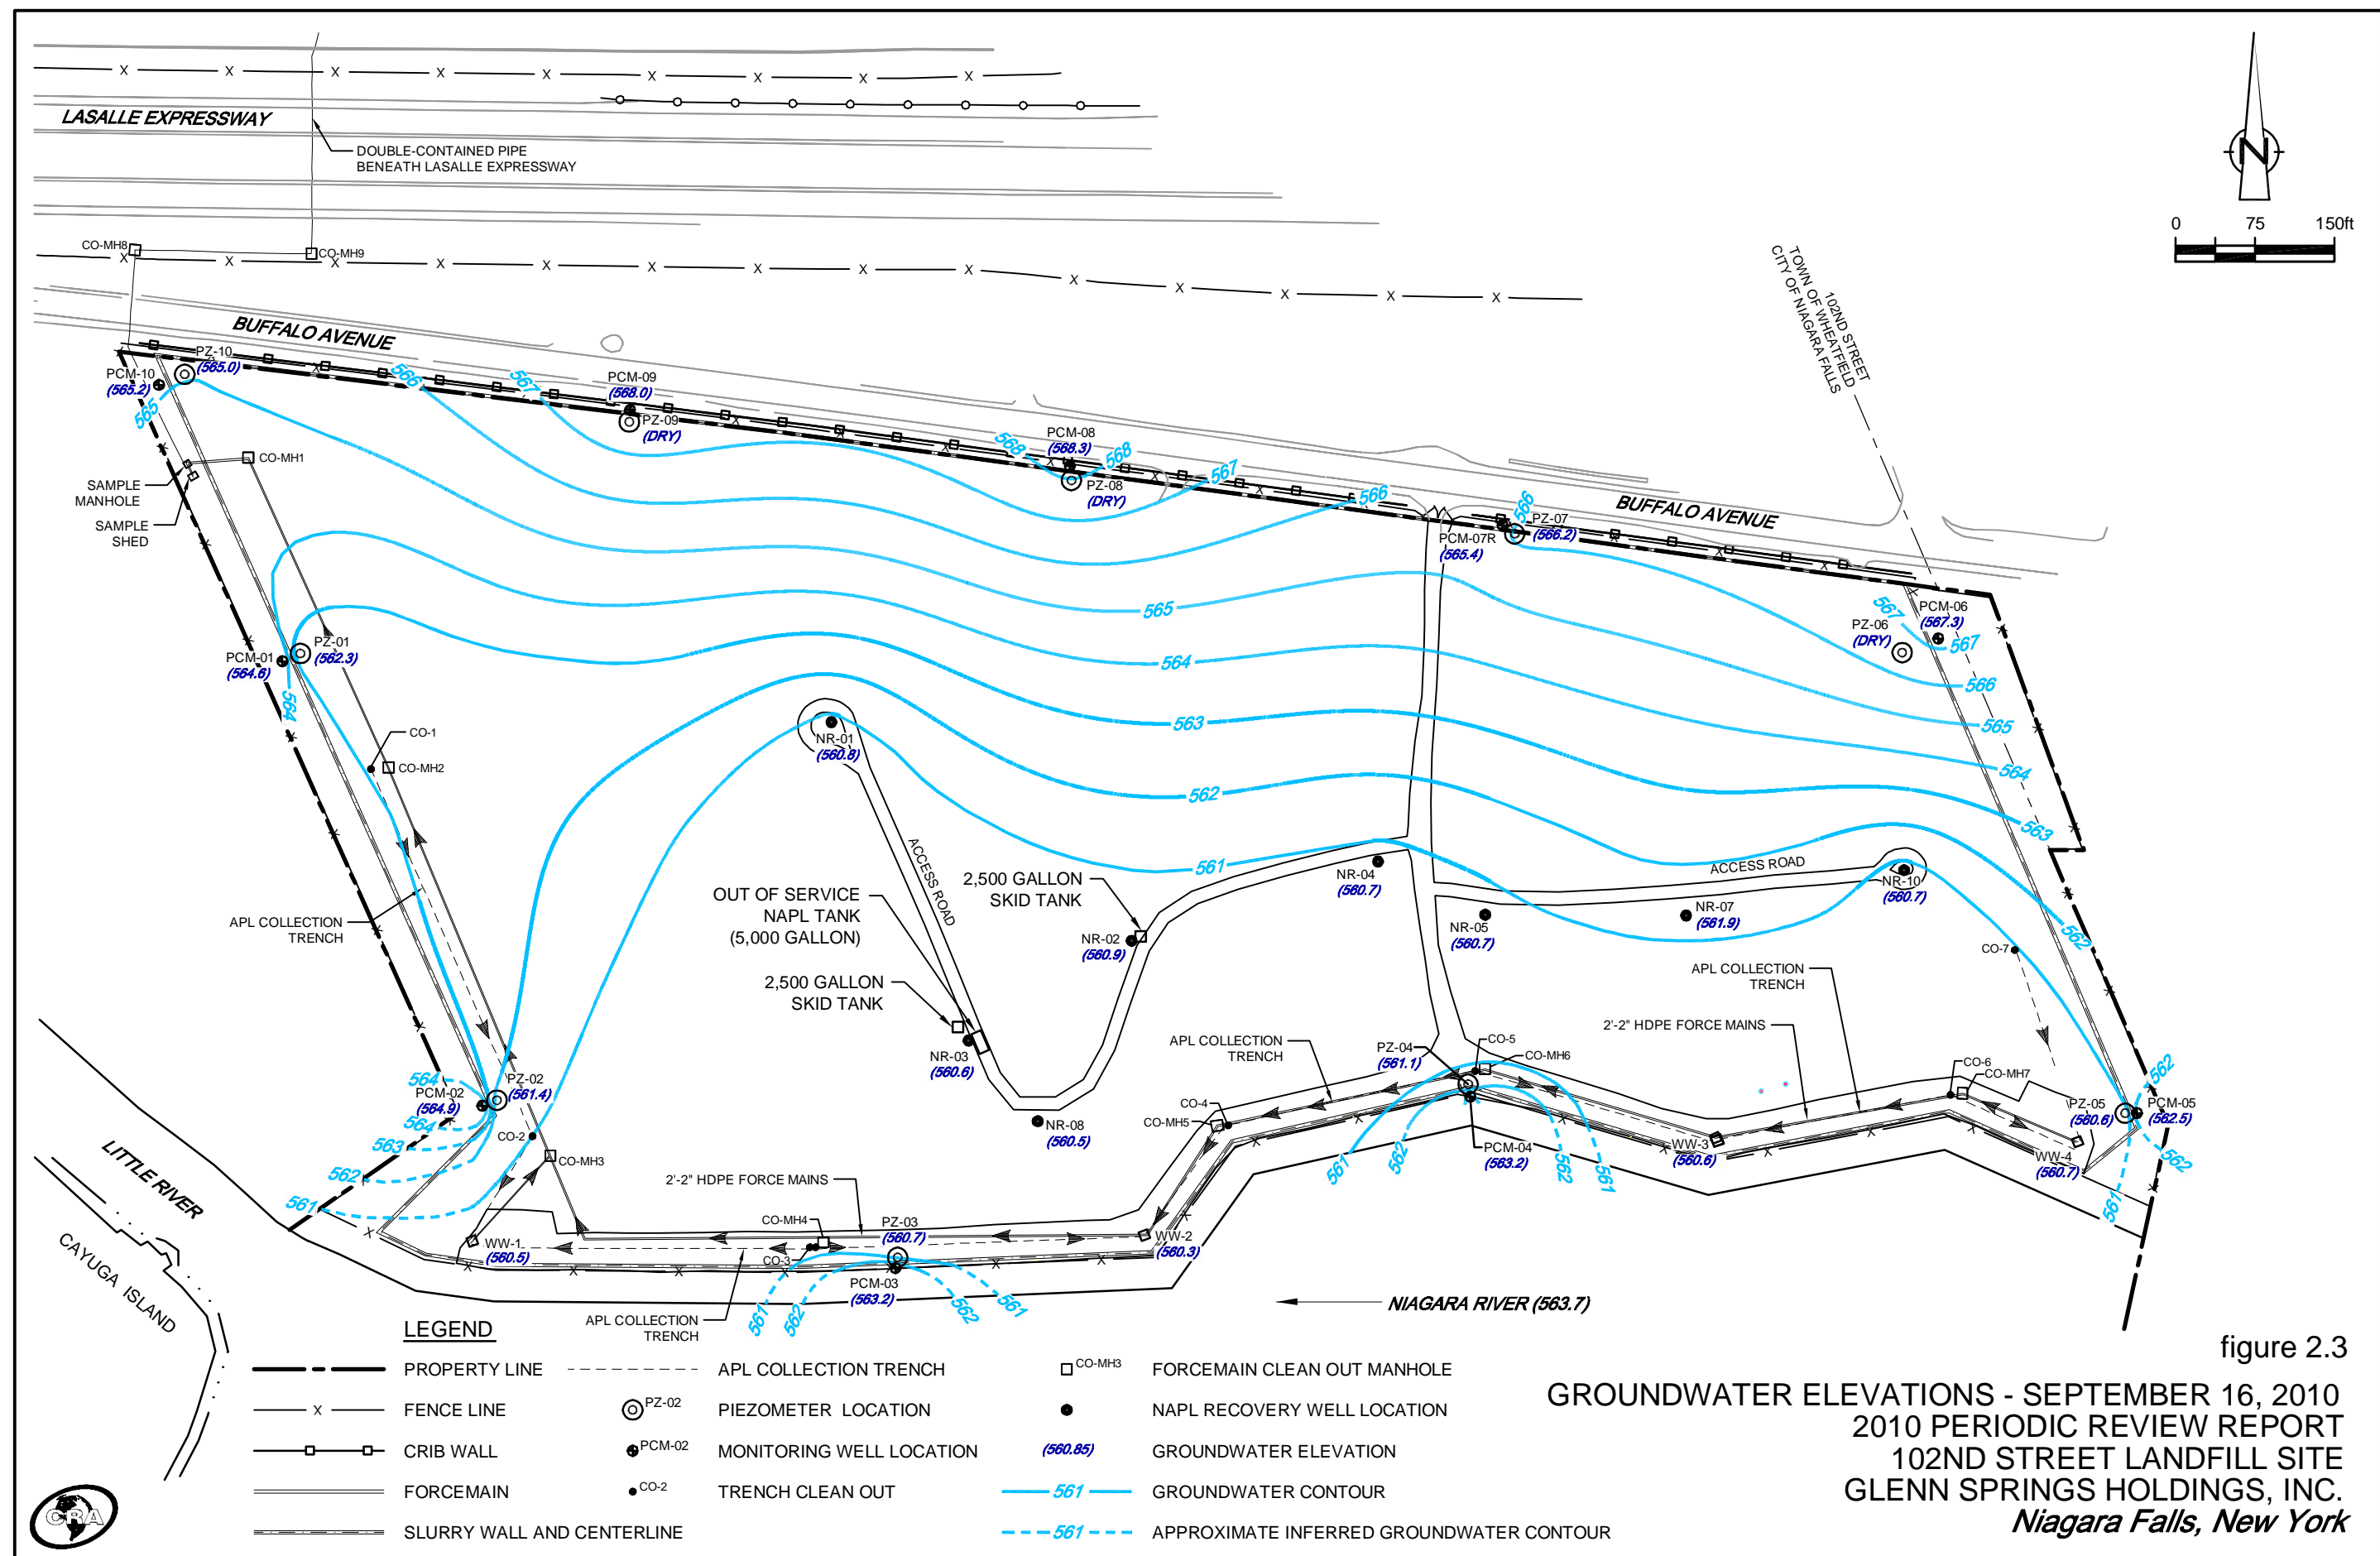 LASALLE EXPRESSWAY
DOUBLE-CONTAINED PIPE
BENEATH LASALLE EXPRESSWAY
N
0 75 150ft
CO-MH8
CO-MH9
TOWN OF WHEATFIELD
CITY OF NIAGARA FALLS
102ND STREET
BUFFALO AVENUE
BUFFALO AVENUE
PZ-10
(565.0)
PCM-10
(565.2)
565
566
567
PCM-09
(568.0)
PZ-09
(DRY)
PCM-08
(568.3)
568
568
567
PZ-08
(DRY)
566
566
PZ-07
(566.2)
PCM-07R
(565.4)
CO-MH1
SAMPLE
MANHOLE
SAMPLE
SHED
PCM-06
(567.3)
PZ-06
(DRY)
567
567
566
565
564
563
562
565
564
563
562
561
PZ-01
(562.3)
PCM-01
(564.6)
564
CO-1
CO-MH2
NR-01
(560.8)
ACCESS ROAD
APL COLLECTION
TRENCH
OUT OF SERVICE
NAPL TANK
(5,000 GALLON)
2,500 GALLON
SKID TANK
2,500 GALLON
SKID TANK
NR-02
(560.9)
NR-03
(560.6)
NR-08
(560.5)
NR-04
(560.7)
NR-05
(560.7)
NR-07
(561.9)
ACCESS ROAD
NR-10
(560.7)
CO-7
APL COLLECTION
TRENCH
2'-2" HDPE FORCE MAINS
APL COLLECTION
TRENCH
PZ-04
(561.1)
CO-5
CO-MH6
CO-6
CO-MH7
PZ-05
(560.6)
PCM-05
(562.5)
562
562
561
WW-4
(560.7)
WW-3
(560.6)
PCM-04
(563.2)
561
562
562
561
CO-4
CO-MH5
PZ-02
(561.4)
PCM-02
(564.9)
564
564
563
562
561
CO-2
CO-MH3
2'-2" HDPE FORCE MAINS
CO-MH4
PZ-03
(560.7)
WW-1
(560.5)
CO-3
WW-2
(560.3)
PCM-03
(563.2)
561
562
562
561
APL COLLECTION
TRENCH
LITTLE RIVER
CAYUGA ISLAND
NIAGARA RIVER (563.7)
LEGEND
PROPERTY LINE
FENCE LINE
CRIB WALL
FORCEMAIN
SLURRY WALL AND CENTERLINE
APL COLLECTION TRENCH
PZ-02 PIEZOMETER LOCATION
PCM-02 MONITORING WELL LOCATION
CO-2 TRENCH CLEAN OUT
CO-MH3 FORCEMAIN CLEAN OUT MANHOLE
NAPL RECOVERY WELL LOCATION
(560.85) GROUNDWATER ELEVATION
561 GROUNDWATER CONTOUR
561 APPROXIMATE INFERRED GROUNDWATER CONTOUR
CRA
figure 2.3
GROUNDWATER ELEVATIONS - SEPTEMBER 16, 2010
2010 PERIODIC REVIEW REPORT
102ND STREET LANDFILL SITE
GLENN SPRINGS HOLDINGS, INC.
Niagara Falls, New York